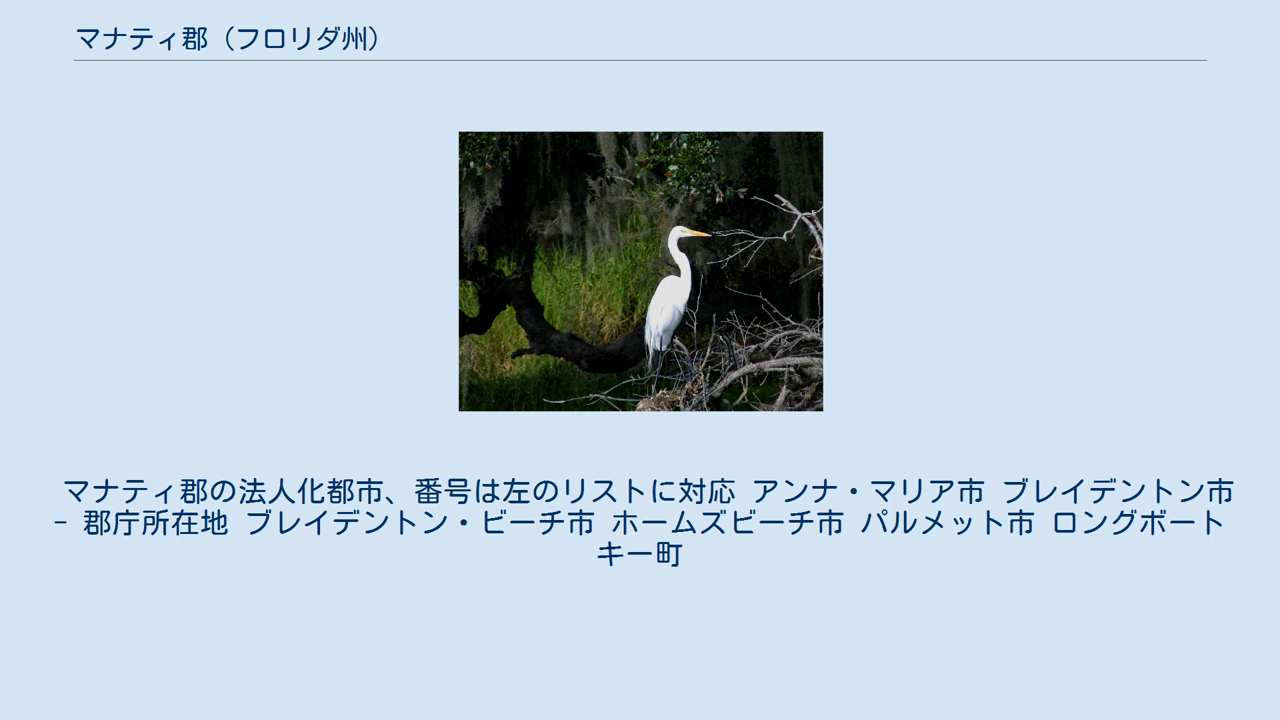 マナティ郡（フロリダ州）
マナティ郡の法人化都市、番号は左のリストに対応 アンナ・マリア市 ブレイデントン市
- 郡庁所在地 ブレイデントン・ビーチ市 ホームズビーチ市 パルメット市 ロングボート
キー町